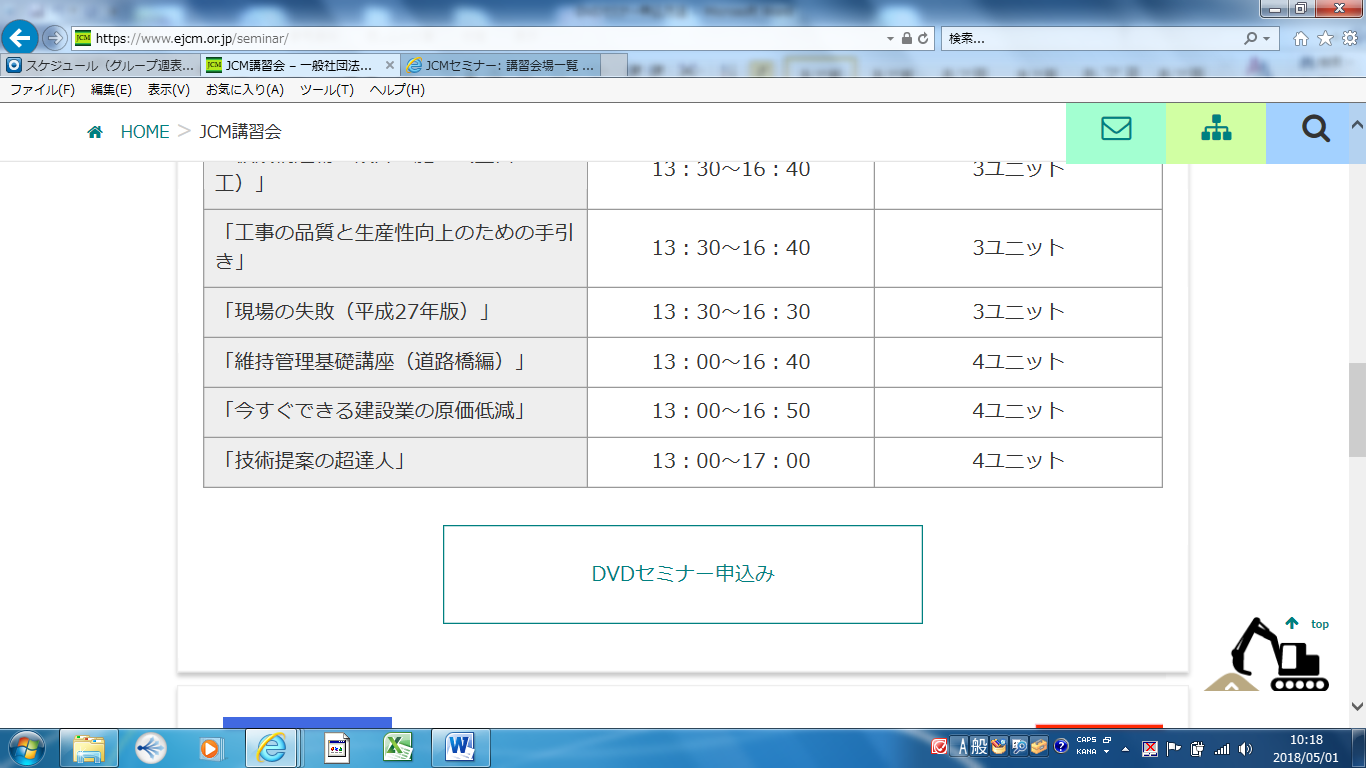 https://www.ejcm.or.jp/seminar/
検索...
スケジュール（グループ週表...
JCM講習会 – 一般社団法...
JCMセミナー: 講習会場一覧 ...
ファイル(F) 編集(E) 表示(V) お気に入り(A) ツール(T) ヘルプ(H)
HOME > JCM講習会
工）」
13：30～16：40
3ユニット
「工事の品質と生産性向上のための手引
き」
13：30～16：40
3ユニット
「現場の失敗（平成27年版）」
13：30～16：30
3ユニット
「維持管理基礎講座（道路橋編）」
13：00～16：40
4ユニット
「今すぐできる建設業の原価低減」
13：00～16：50
4ユニット
「技術提案の超達人」
13：00～17：00
4ユニット
DVDセミナー申込み
top
A 般
CAPS
KANA
10:18
2018/05/01